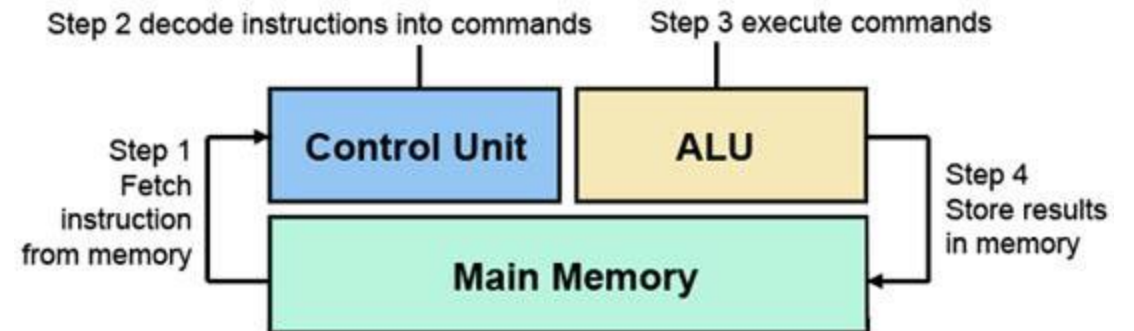 Step 2 decode instructions into commands
Step 3 execute commands
Control Unit
ALU
Step 1
Fetch
instruction
from memory
Step 4
Store results
in memory
Main Memory